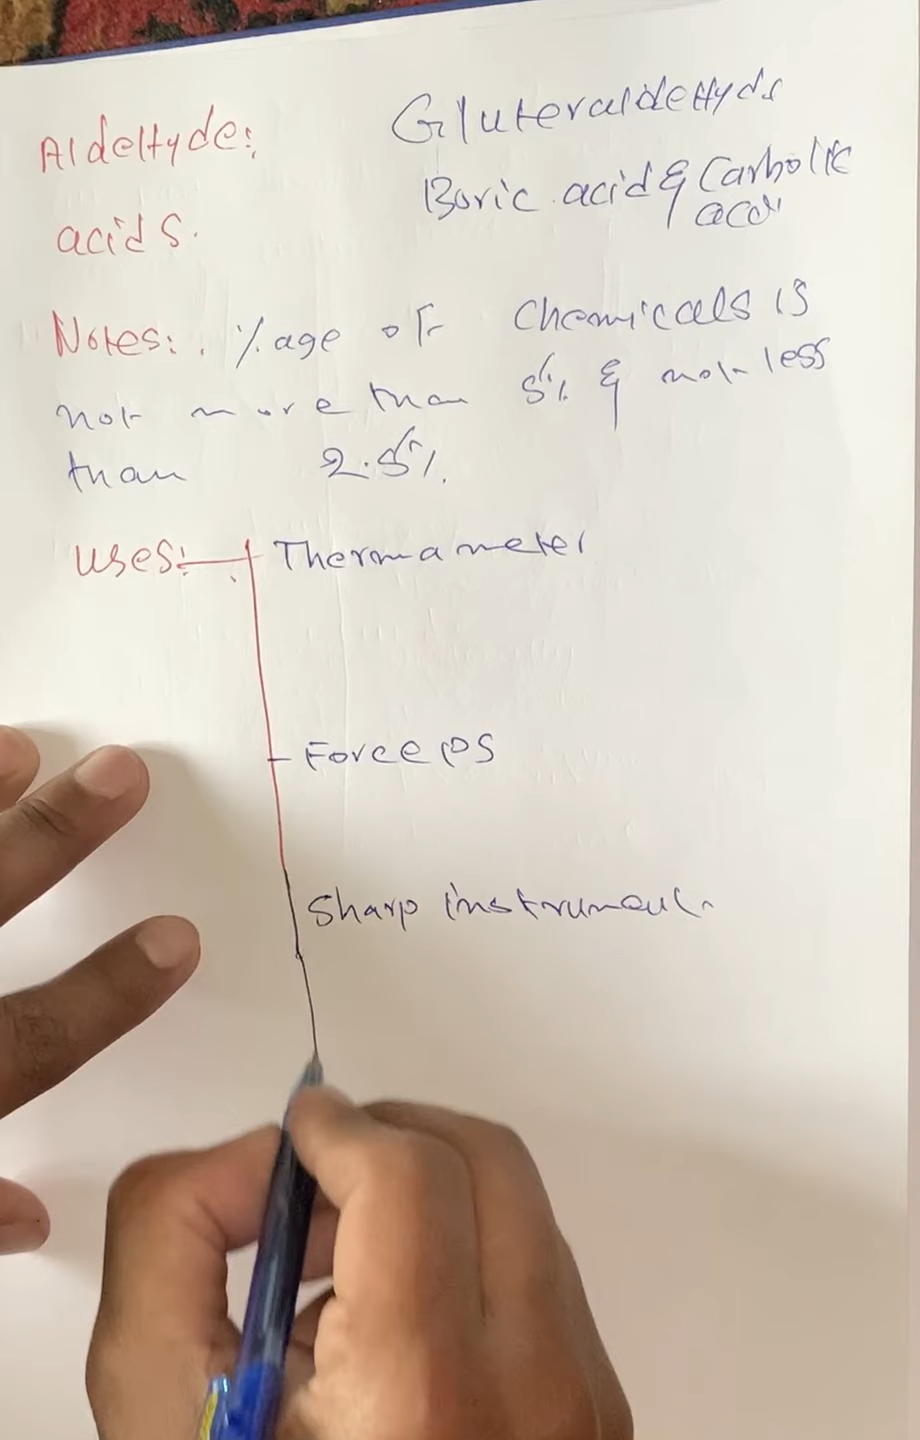 Aldehyde: Gluteraldehyds
acids. Boric acid & Carbolic
acid
Notes: %age of Chemicals is
not more than 5% & not less
than 2.5%.
Uses: Thermameter
Forceps
Sharp instrument.